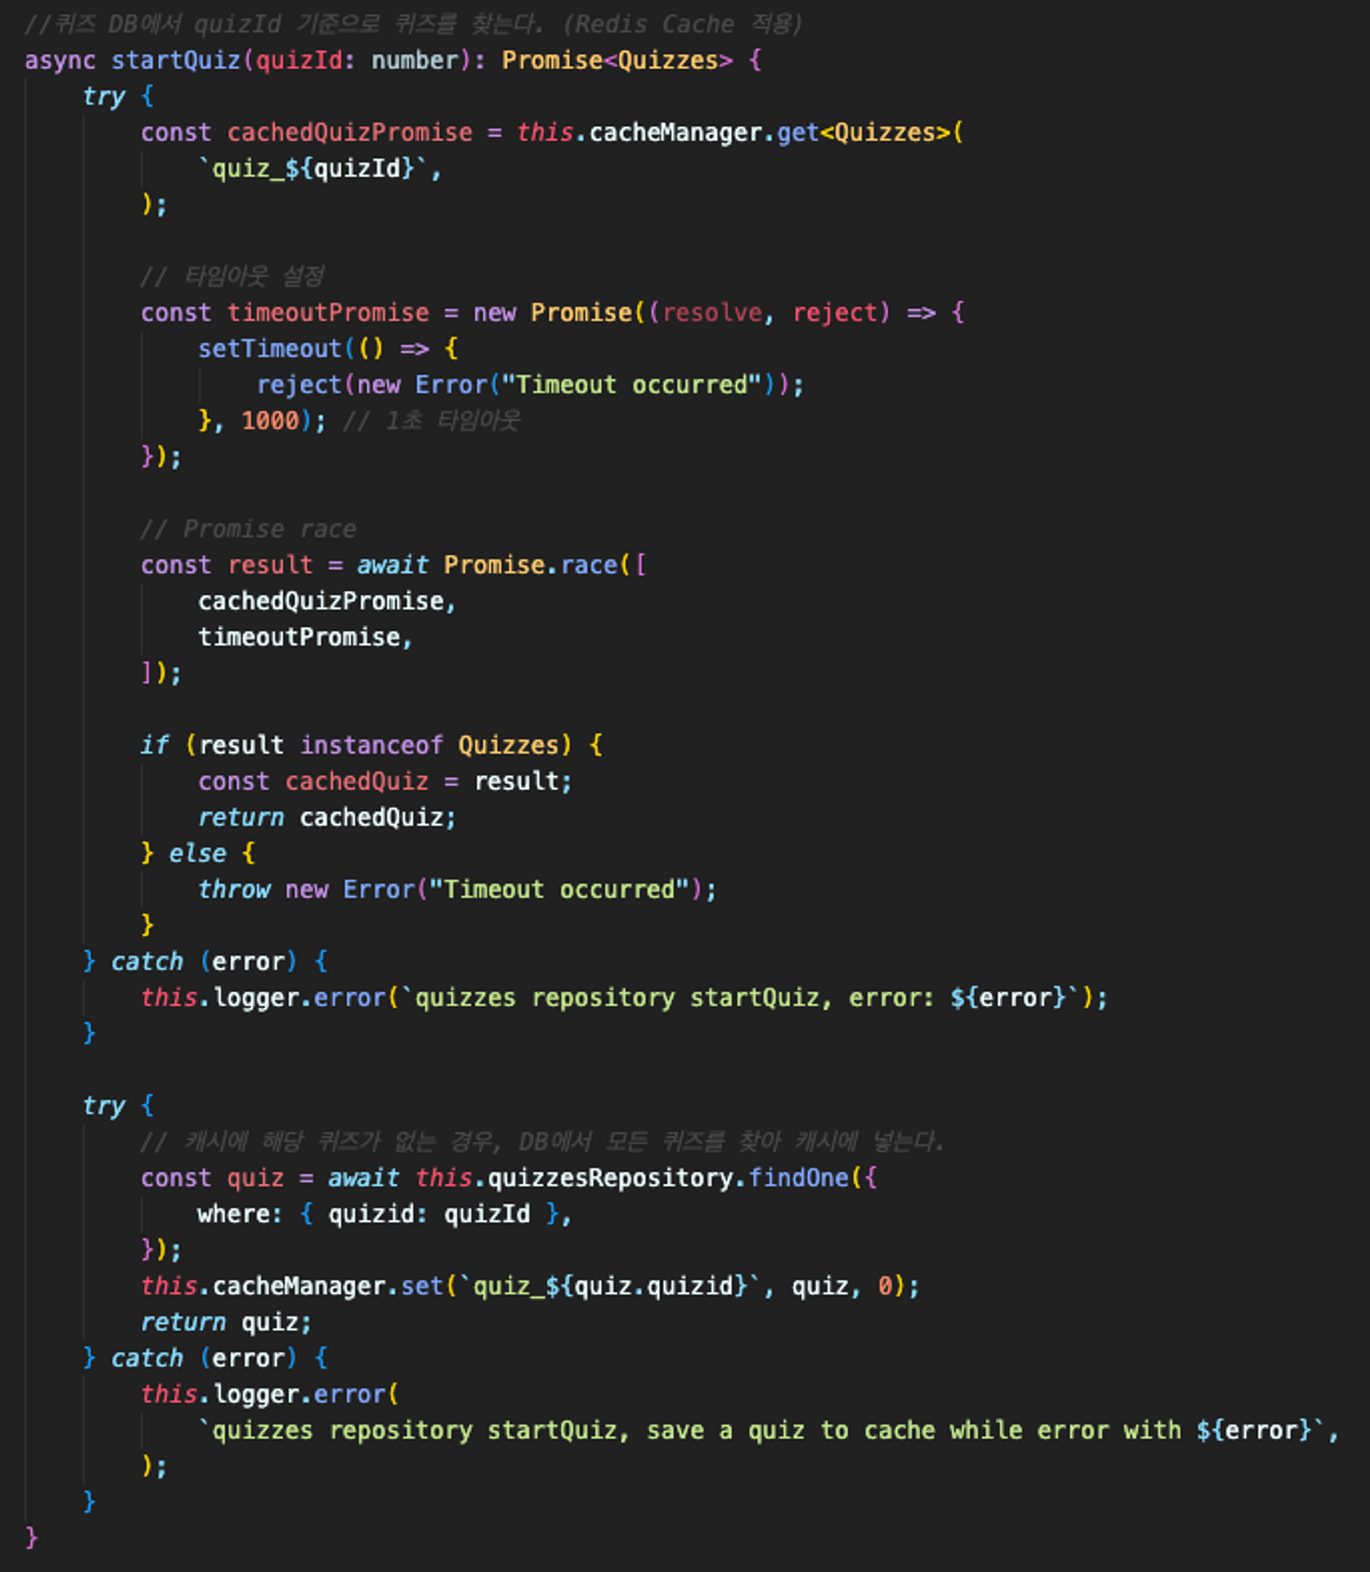 //퀴즈 DB에서 quizId 기준으로 퀴즈를 찾는다. (Redis Cache 적용)
async startQuiz(quizId: number): Promise<Quizzes> {
    try {
        const cachedQuizPromise = this.cacheManager.get<Quizzes>(
            `quiz_${quizId}`,
        );

        // 타임아웃 설정
        const timeoutPromise = new Promise((resolve, reject) => {
            setTimeout(() => {
                reject(new Error("Timeout occurred"));
            }, 1000); // 1초 타임아웃
        });

        // Promise race
        const result = await Promise.race([
            cachedQuizPromise,
            timeoutPromise,
        ]);

        if (result instanceof Quizzes) {
            const cachedQuiz = result;
            return cachedQuiz;
        } else {
            throw new Error("Timeout occurred");
        }
    } catch (error) {
        this.logger.error(`quizzes repository startQuiz, error: ${error}`);
    }

    try {
        // 캐시에 해당 퀴즈가 없는 경우, DB에서 모든 퀴즈를 찾아 캐시에 넣는다.
        const quiz = await this.quizzesRepository.findOne({
            where: { quizid: quizId },
        });
        this.cacheManager.set(`quiz_${quiz.quizid}`, quiz, 0);
        return quiz;
    } catch (error) {
        this.logger.error(
            `quizzes repository startQuiz, save a quiz to cache while error with ${error}`,
        );
    }
}